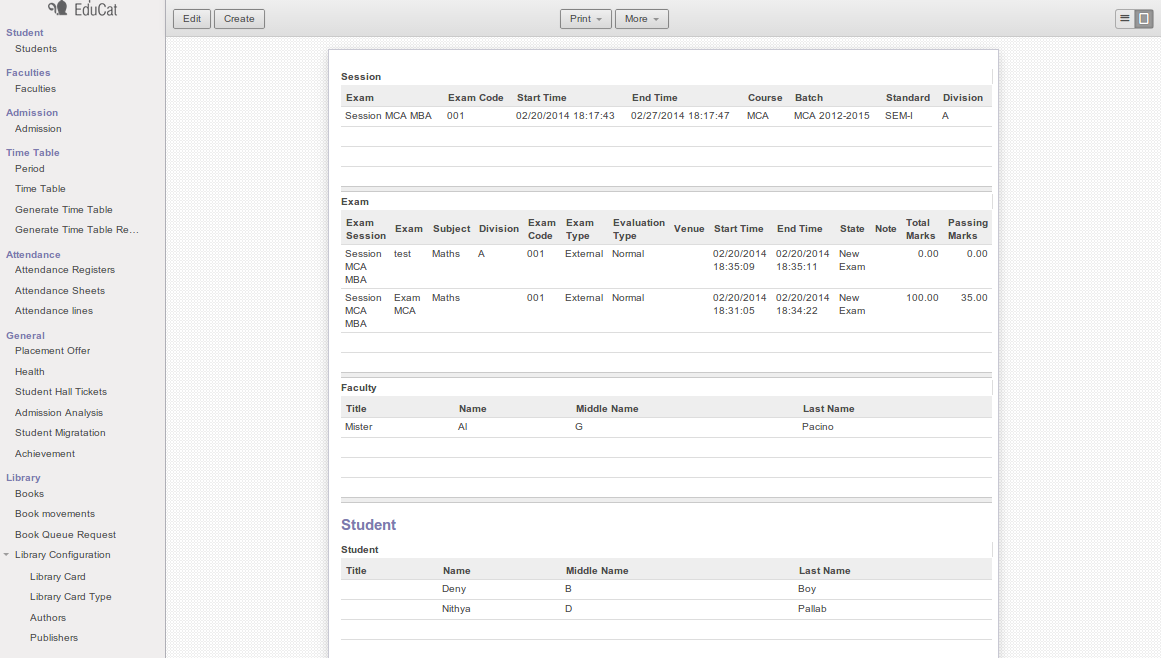 EduCat
Student
Students
Faculties
Faculties
Admission
Admission
Time Table
Period
Time Table
Generate Time Table
Generate Time Table Re...
Attendance
Attendance Registers
Attendance Sheets
Attendance lines
General
Placement Offer
Health
Student Hall Tickets
Admission Analysis
Student Migratation
Achievement
Library
Books
Book movements
Book Queue Request
Library Configuration
Library Card
Library Card Type
Authors
Publishers
Edit Create Print More
Session
Exam Exam Code Start Time End Time Course Batch Standard Division
Session MCA MBA 001 02/20/2014 18:17:43 02/27/2014 18:17:47 MCA MCA 2012-2015 SEM-I A
Exam
Exam Session Exam Subject Division Exam Code Exam Type Evaluation Type Venue Start Time End Time State Note Total Marks Passing Marks
Session MCA MBA test Maths A 001 External Normal 02/20/2014 18:35:09 02/20/2014 18:35:11 New Exam 0.00 0.00
Session MCA MBA Exam MCA Maths 001 External Normal 02/20/2014 18:31:05 02/20/2014 18:34:22 New Exam 100.00 35.00
Faculty
Title Name Middle Name Last Name
Mister Al G Pacino
Student
Student
Title Name Middle Name Last Name
Deny B Boy
Nithya D Pallab